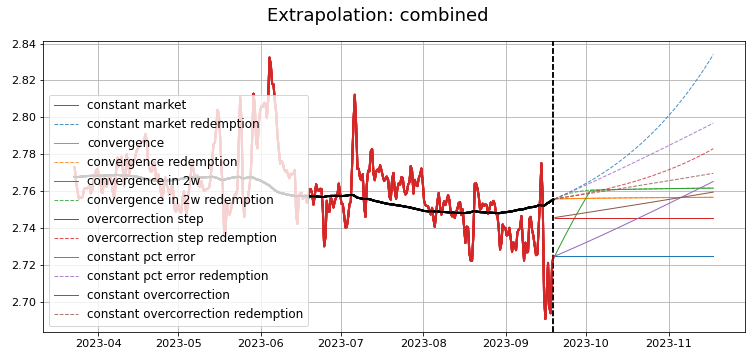 Extrapolation: combined
2.84
2.82
2.80
2.78
2.76
2.74
2.72
2.70
constant market
constant market redemption
convergence
convergence redemption
convergence in 2w
convergence in 2w redemption
overcorrection step
overcorrection step redemption
constant pct error
constant pct error redemption
constant overcorrection
constant overcorrection redemption
2023-04 2023-05 2023-06 2023-07 2023-08 2023-09 2023-10 2023-11